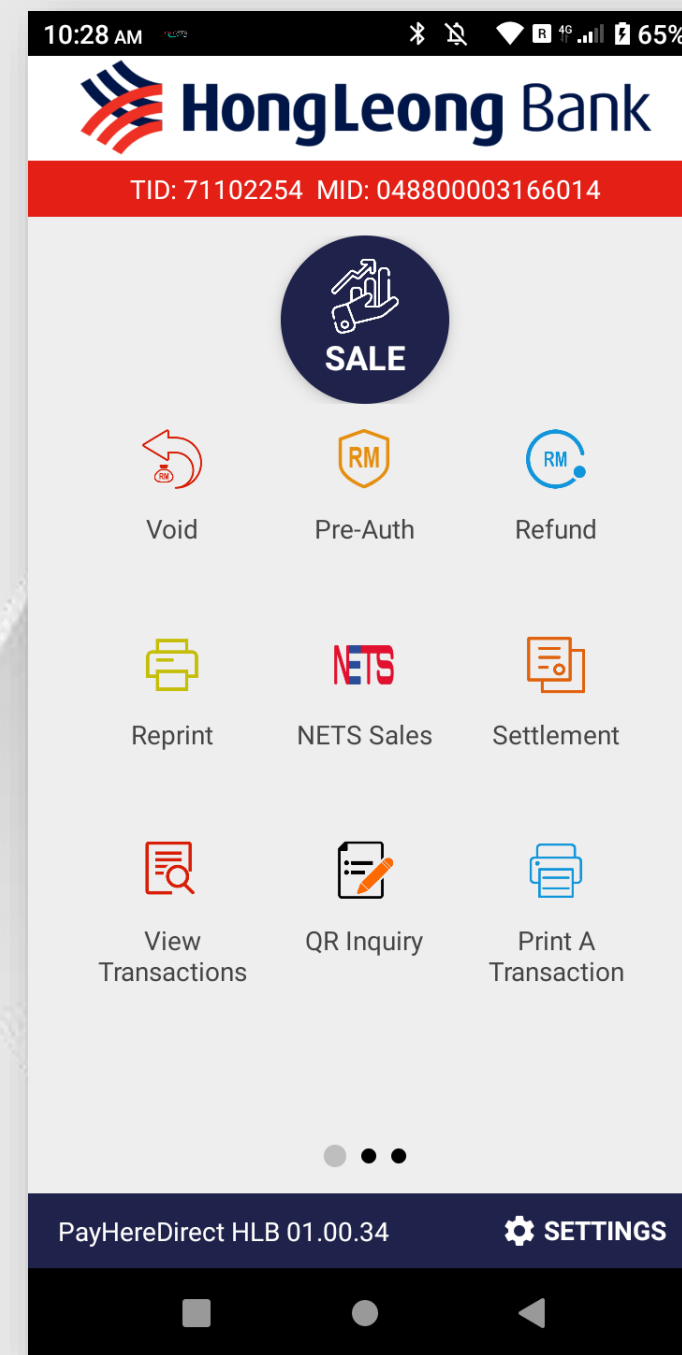 10:28 AM
R 4G 65%
HongLeong Bank
TID: 71102254 MID: 048800003166014
SALE
RM
RM
RM
Void Pre-Auth Refund
NETS
Reprint NETS Sales Settlement
View Transactions
QR Inquiry
Print A Transaction
PayHereDirect HLB 01.00.34 SETTINGS